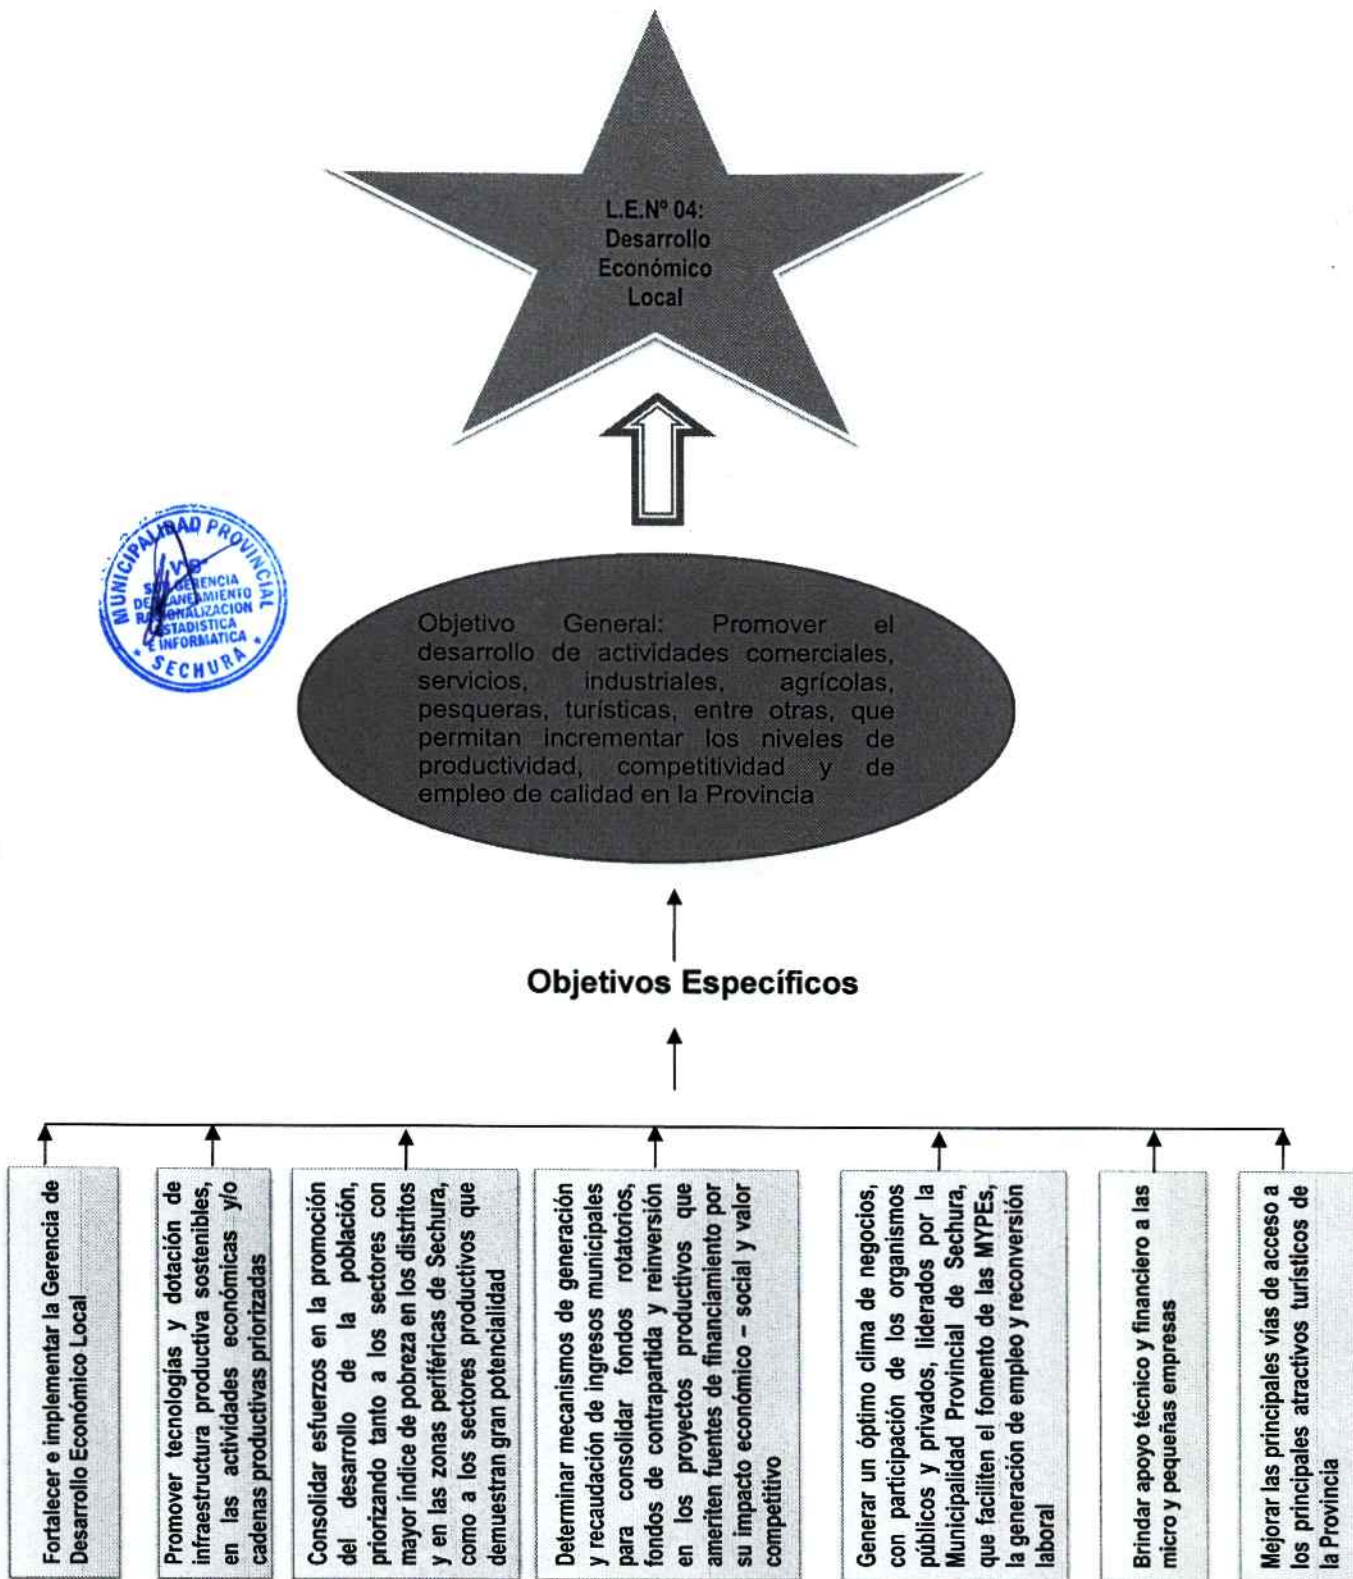 L.E.Nº 04:
Desarrollo
Económico
Local
MUNICIPALIDAD PROVINCIAL
VºBº
SUB GERENCIA
DE PLANEAMIENTO
RACIONALIZACION
ESTADISTICA
E INFORMATICA
* SECHURA *
Objetivo General: Promover el
desarrollo de actividades comerciales,
servicios, industriales, agrícolas,
pesqueras, turísticas, entre otras, que
permitan incrementar los niveles de
productividad, competitividad y de
empleo de calidad en la Provincia
Objetivos Específicos
Fortalecer e implementar la Gerencia de
Desarrollo Económico Local
Promover tecnologías y dotación de
infraestructura productiva sostenibles,
en las actividades económicas y/o
cadenas productivas priorizadas
Consolidar esfuerzos en la promoción
del desarrollo de la población,
priorizando tanto a los sectores con
mayor indice de pobreza en los distritos
y en las zonas periféricas de Sechura,
como a los sectores productivos que
demuestran gran potencialidad
Determinar mecanismos de generación
y recaudación de ingresos municipales
para consolidar fondos rotatorios,
fondos de contrapartida y reinversión
en los proyectos productivos que
ameriten fuentes de financiamiento por
su impacto económico – social y valor
competitivo
Generar un óptimo clima de negocios,
con participación de los organismos
públicos y privados, liderados por la
Municipalidad Provincial de Sechura,
que faciliten el fomento de las MYPEs,
la generación de empleo y reconversión
laboral
Brindar apoyo técnico y financiero a las
micro y pequeñas empresas
Mejorar las principales vías de acceso a
los principales atractivos turísticos de
la Provincia